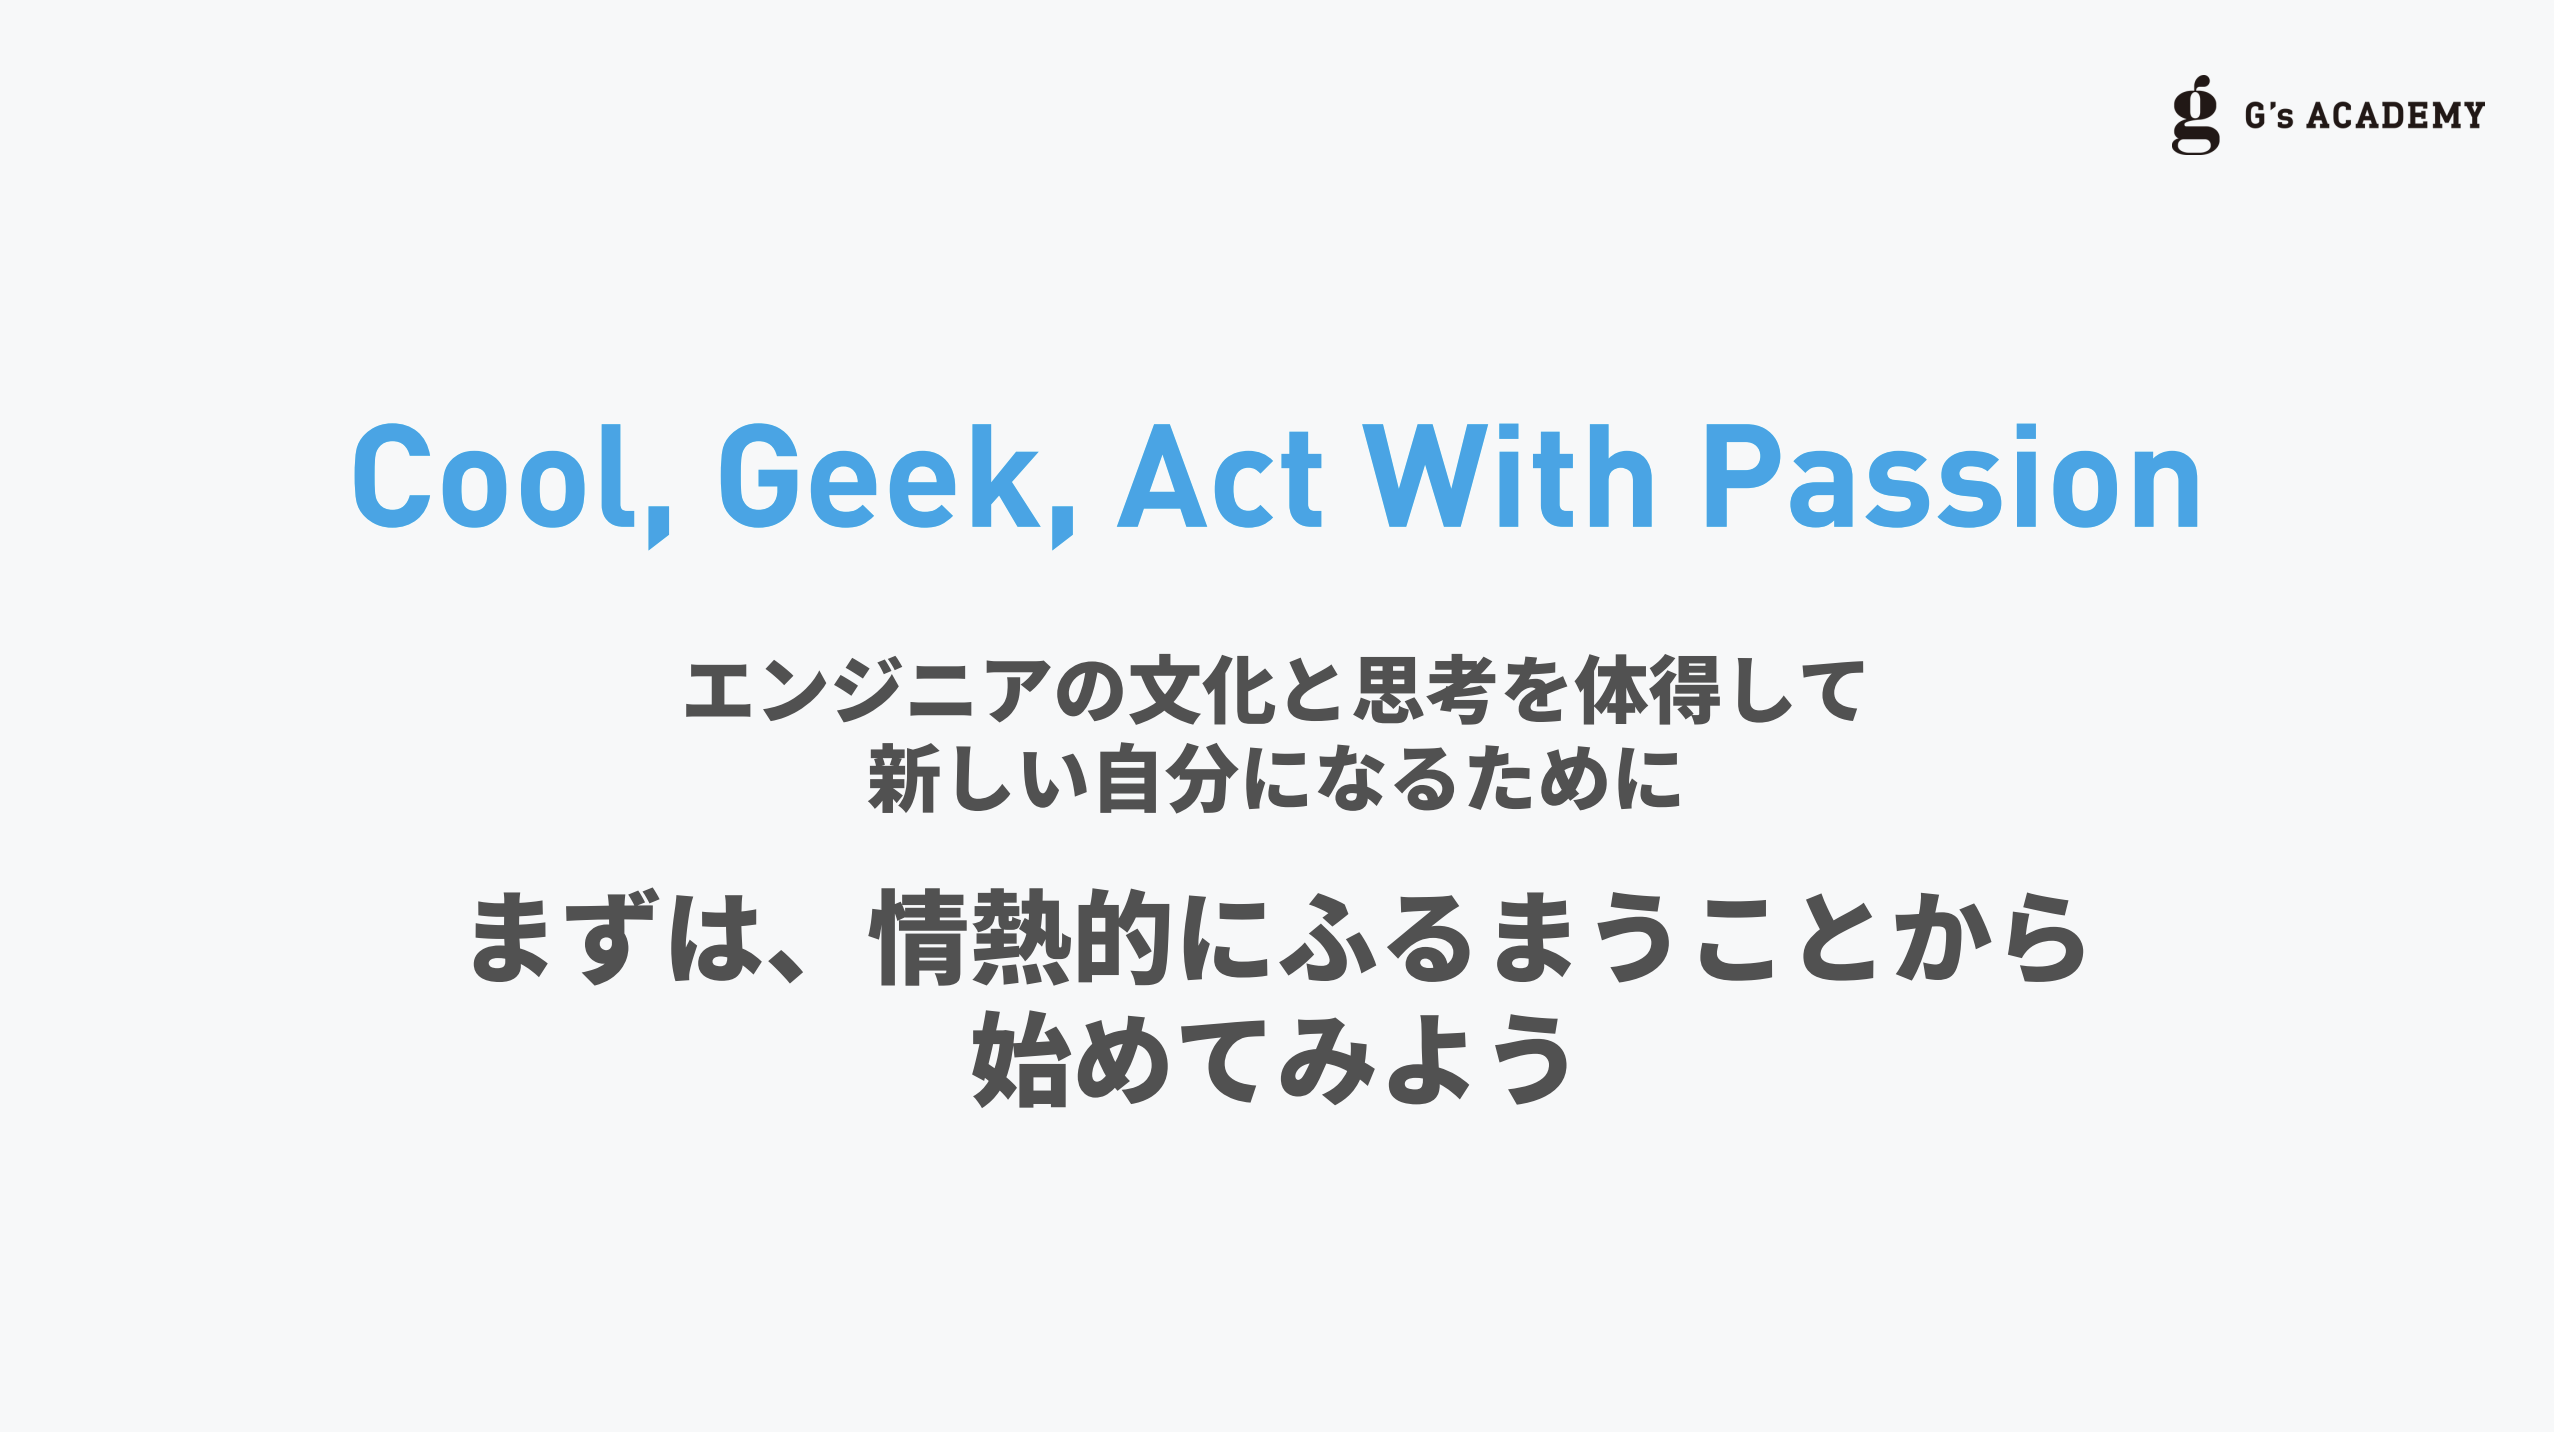 G's ACADEMY
Cool, Geek, Act With Passion
エンジニアの文化と思考を体得して
新しい自分になるために
まずは、情熱的にふるまうことから
始めてみよう